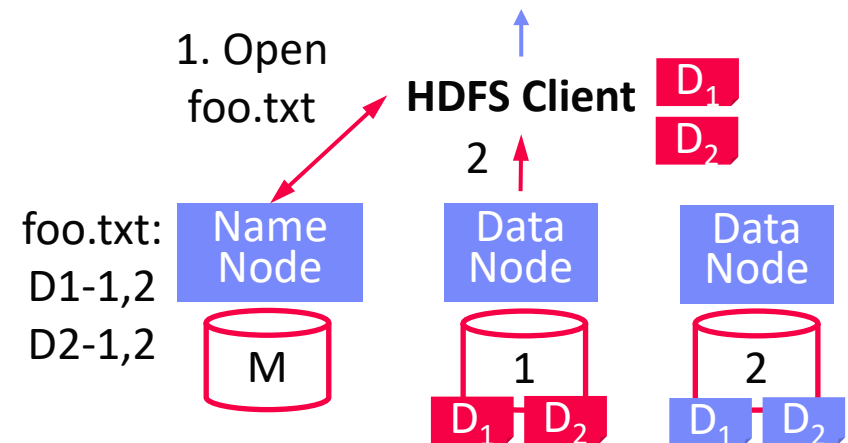 1. Open
foo.txt
HDFS Client
D₁
D₂
2
foo.txt:
D1-1,2
D2-1,2
Name
Node
Data
Node
Data
Node
M
1
2
D₁
D₂
D₁
D₂